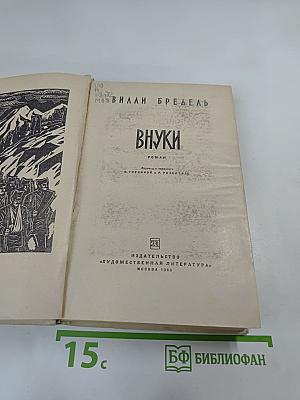 ВИЛЛИ БРЕДЕЛЬ
ВНУКИ
РОМАН
ИЗДАТЕЛЬСТВО
«ХУДОЖЕСТВЕННАЯ ЛИТЕРАТУРА»
МОСКВА
15с
БФ БИБЛИОФАН